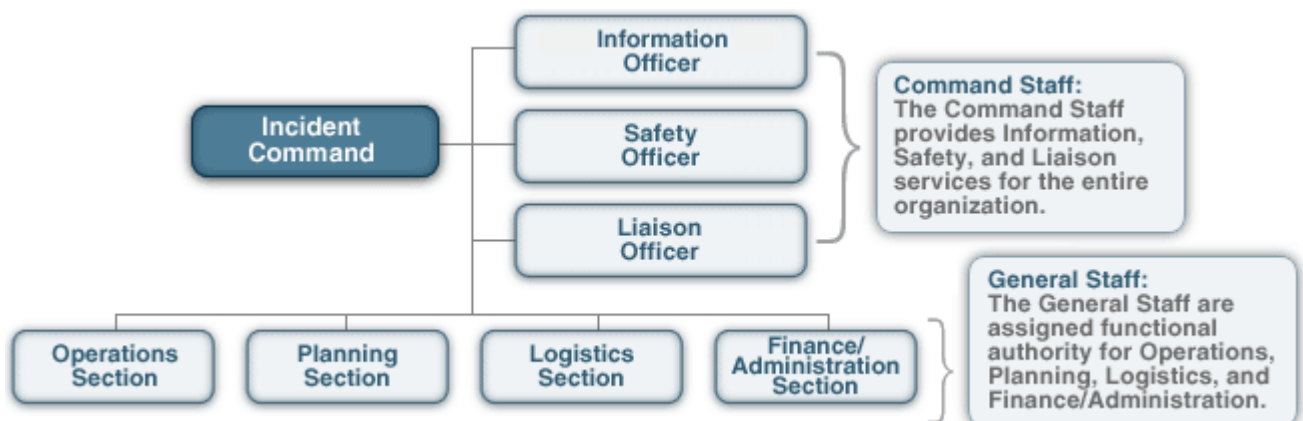 Information
Officer
Incident
Command
Safety
Officer
Liaison
Officer
Command Staff:
The Command Staff
provides Information,
Safety, and Liaison
services for the entire
organization.
Operations
Section
Planning
Section
Logistics
Section
Finance/
Administration
Section
General Staff:
The General Staff are
assigned functional
authority for Operations,
Planning, Logistics, and
Finance/Administration.